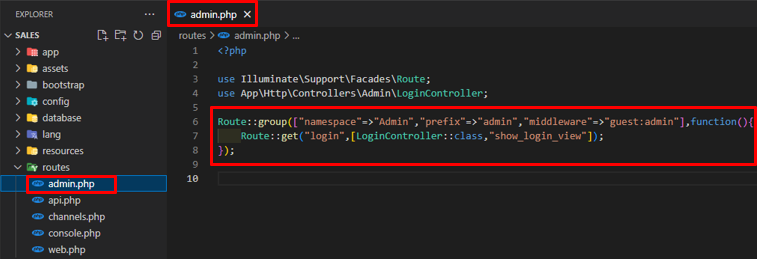 EXPLORER ...
SALES
app
assets
bootstrap
config
database
lang
resources
routes
admin.php
api.php
channels.php
console.php
web.php
admin.php
routes > admin.php > ...
1 <?php
2
3 use Illuminate\Support\Facades\Route;
4 use App\Http\Controllers\Admin\LoginController;
5
6 Route::group(["namespace"=>"Admin","prefix"=>"admin","middleware"=>"guest:admin"],function(){
7 Route::get("login",[LoginController::class,"show_login_view"]);
8 });
9
10